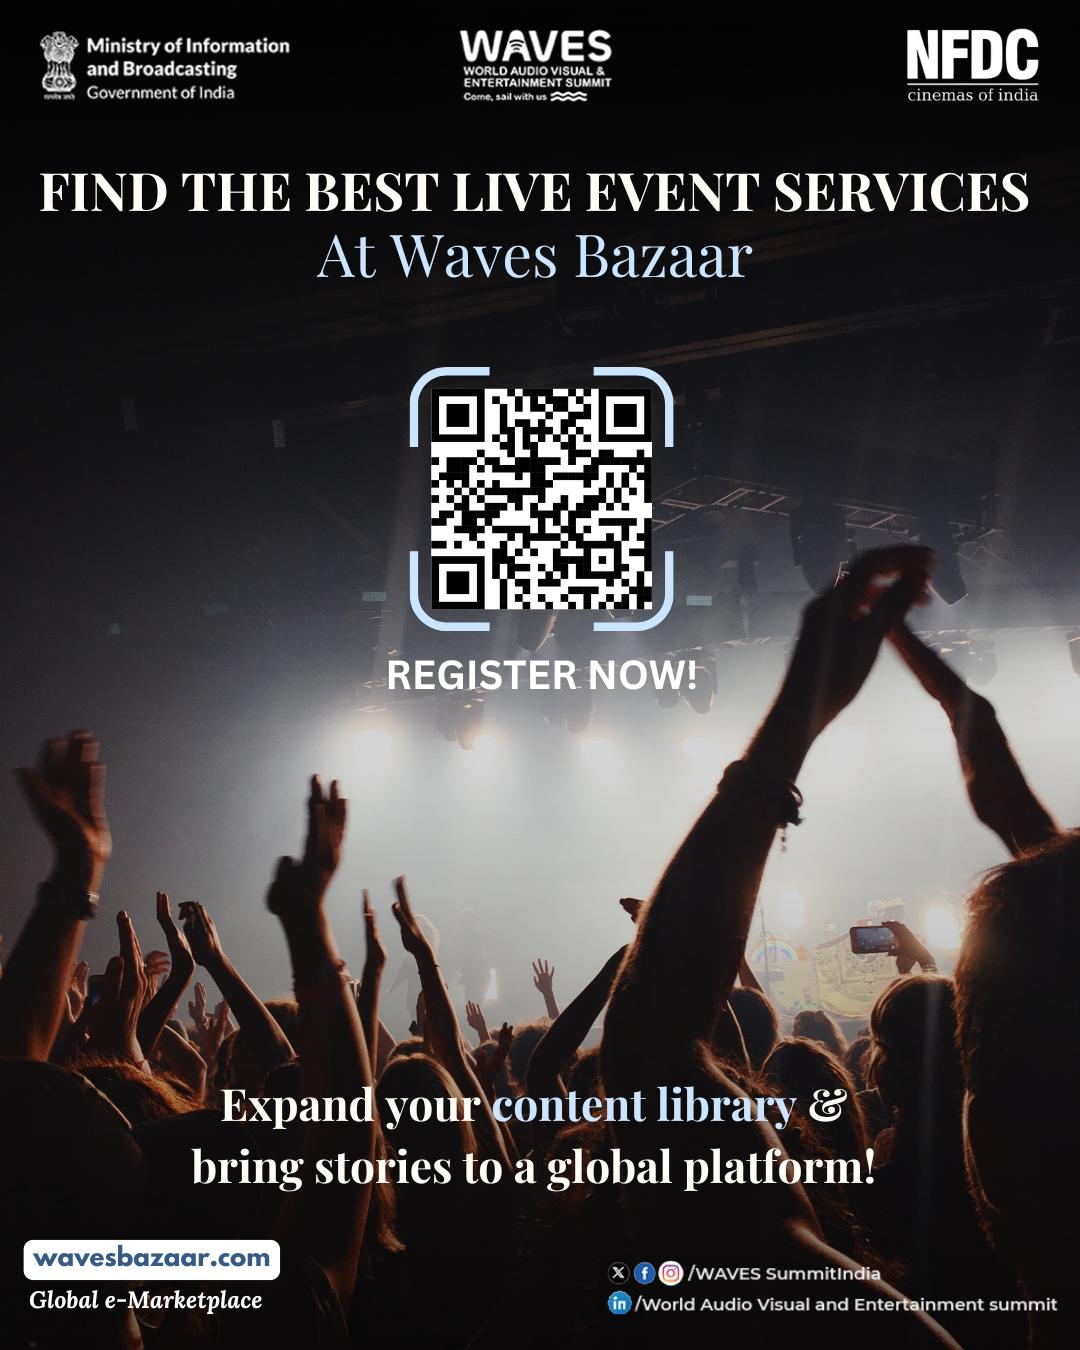 Ministry of Information
and Broadcasting
Government of India
WAVES
WORLD AUDIO VISUAL &
ENTERTAINMENT SUMMIT
Come, sail with us
NFDC
cinemas of india
FIND THE BEST LIVE EVENT SERVICES
At Waves Bazaar
REGISTER NOW!
Expand your content library &
bring stories to a global platform!
wavesbazaar.com
Global e-Marketplace
/WAVES SummitIndia
/World Audio Visual and Entertainment summit